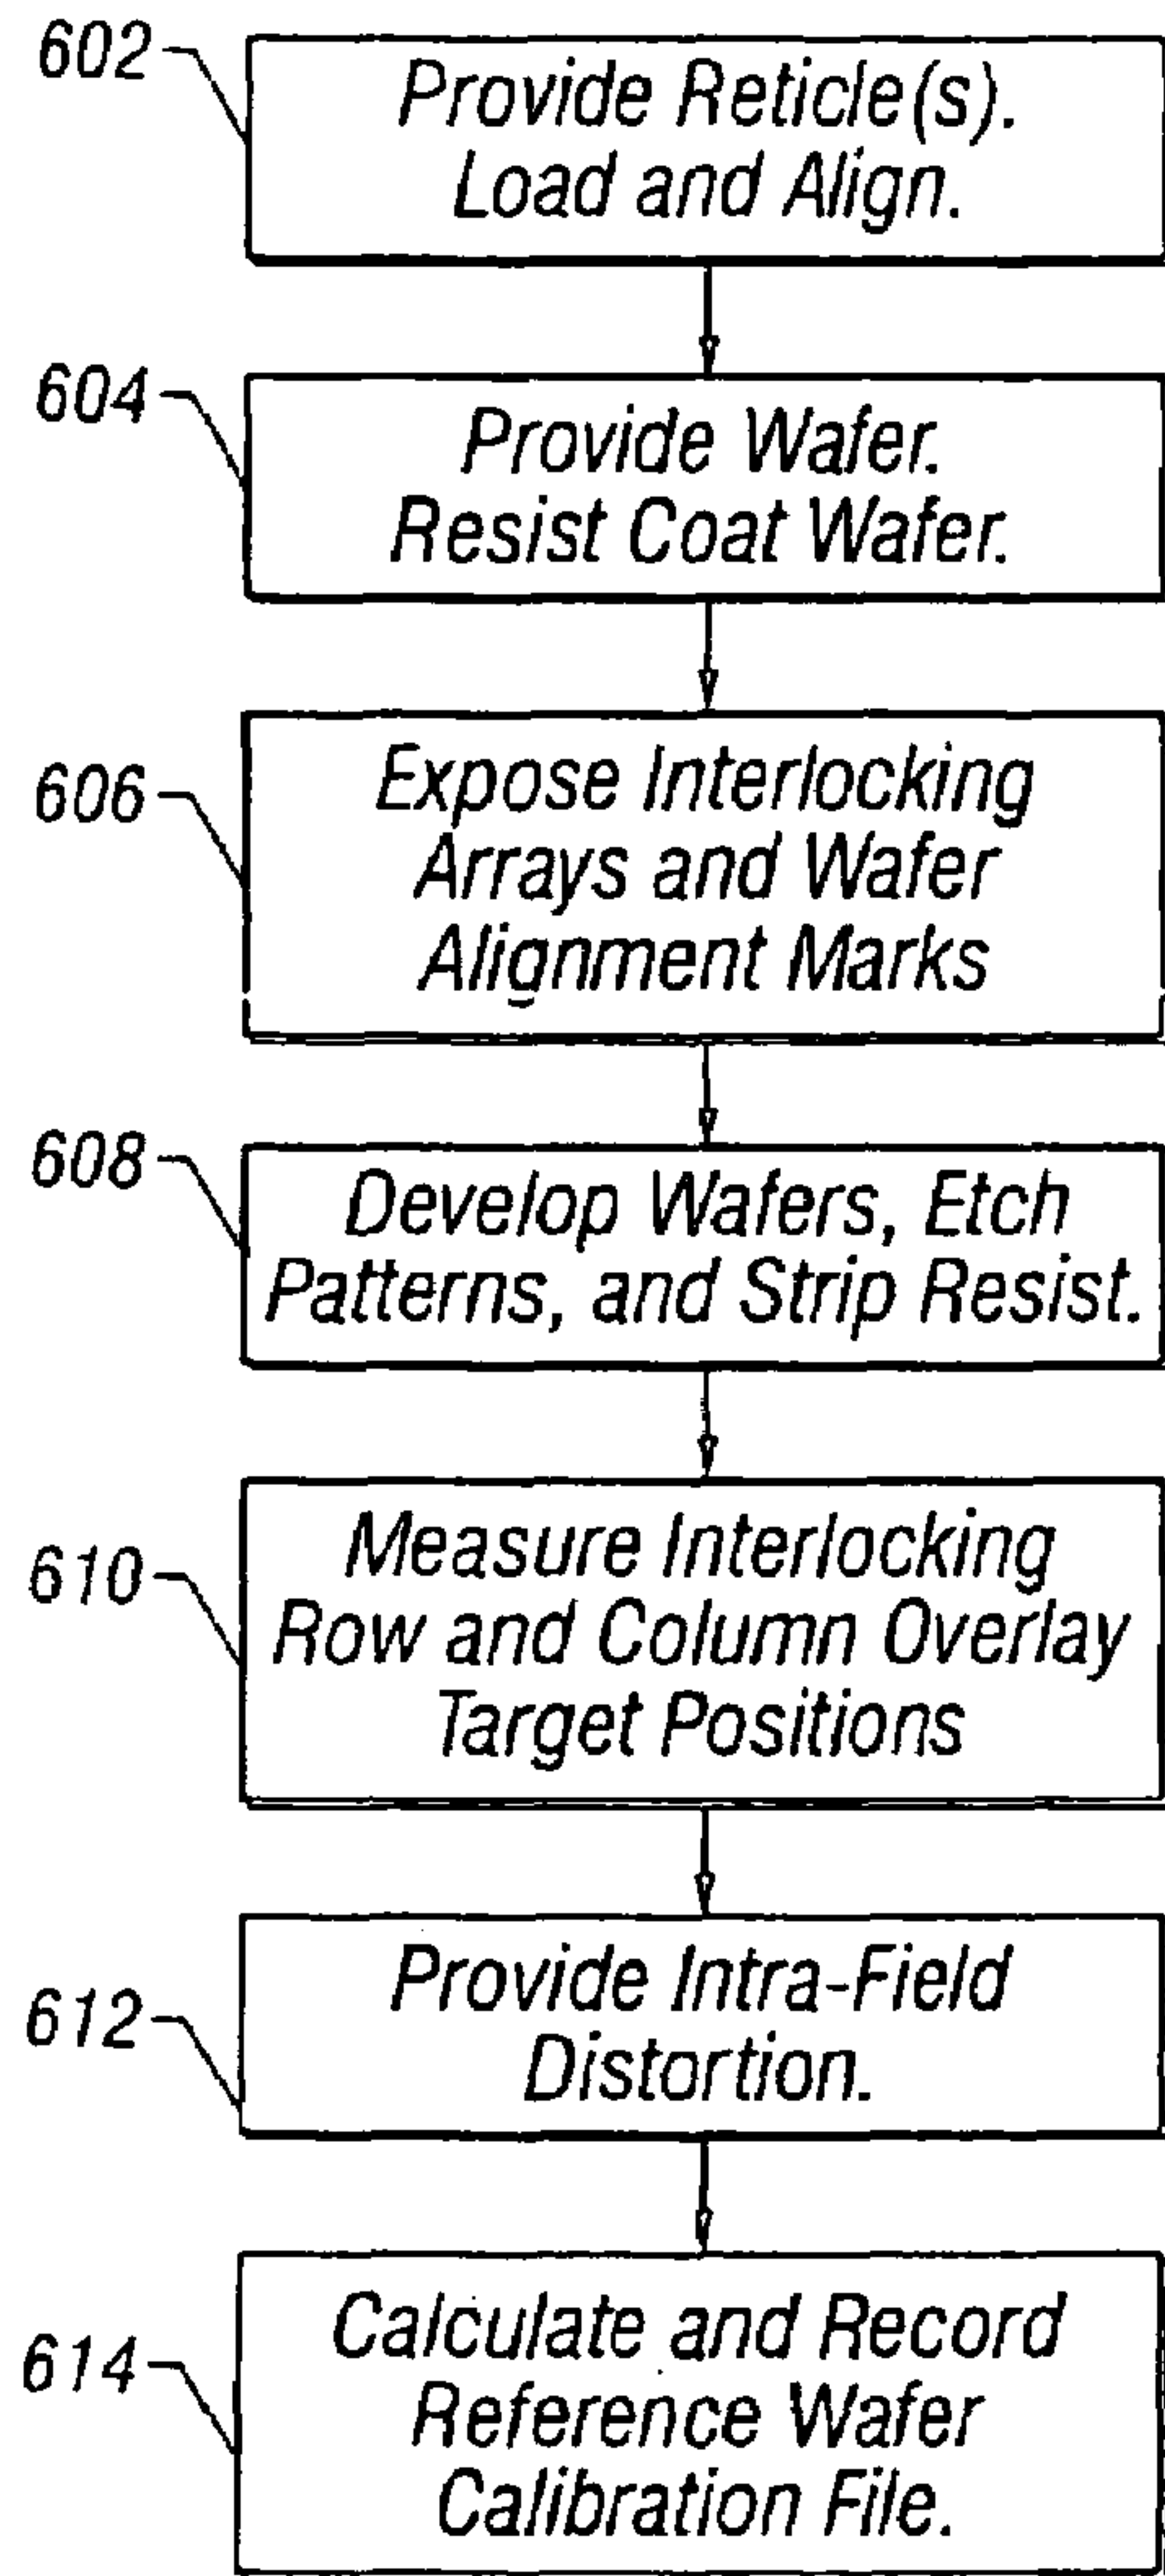 602
Provide Reticle(s).
Load and Align.
604
Provide Wafer.
Resist Coat Wafer.
606
Expose Interlocking
Arrays and Wafer
Alignment Marks
608
Develop Wafers, Etch
Patterns, and Strip Resist.
610
Measure Interlocking
Row and Column Overlay
Target Positions
612
Provide Intra-Field
Distortion.
614
Calculate and Record
Reference Wafer
Calibration File.